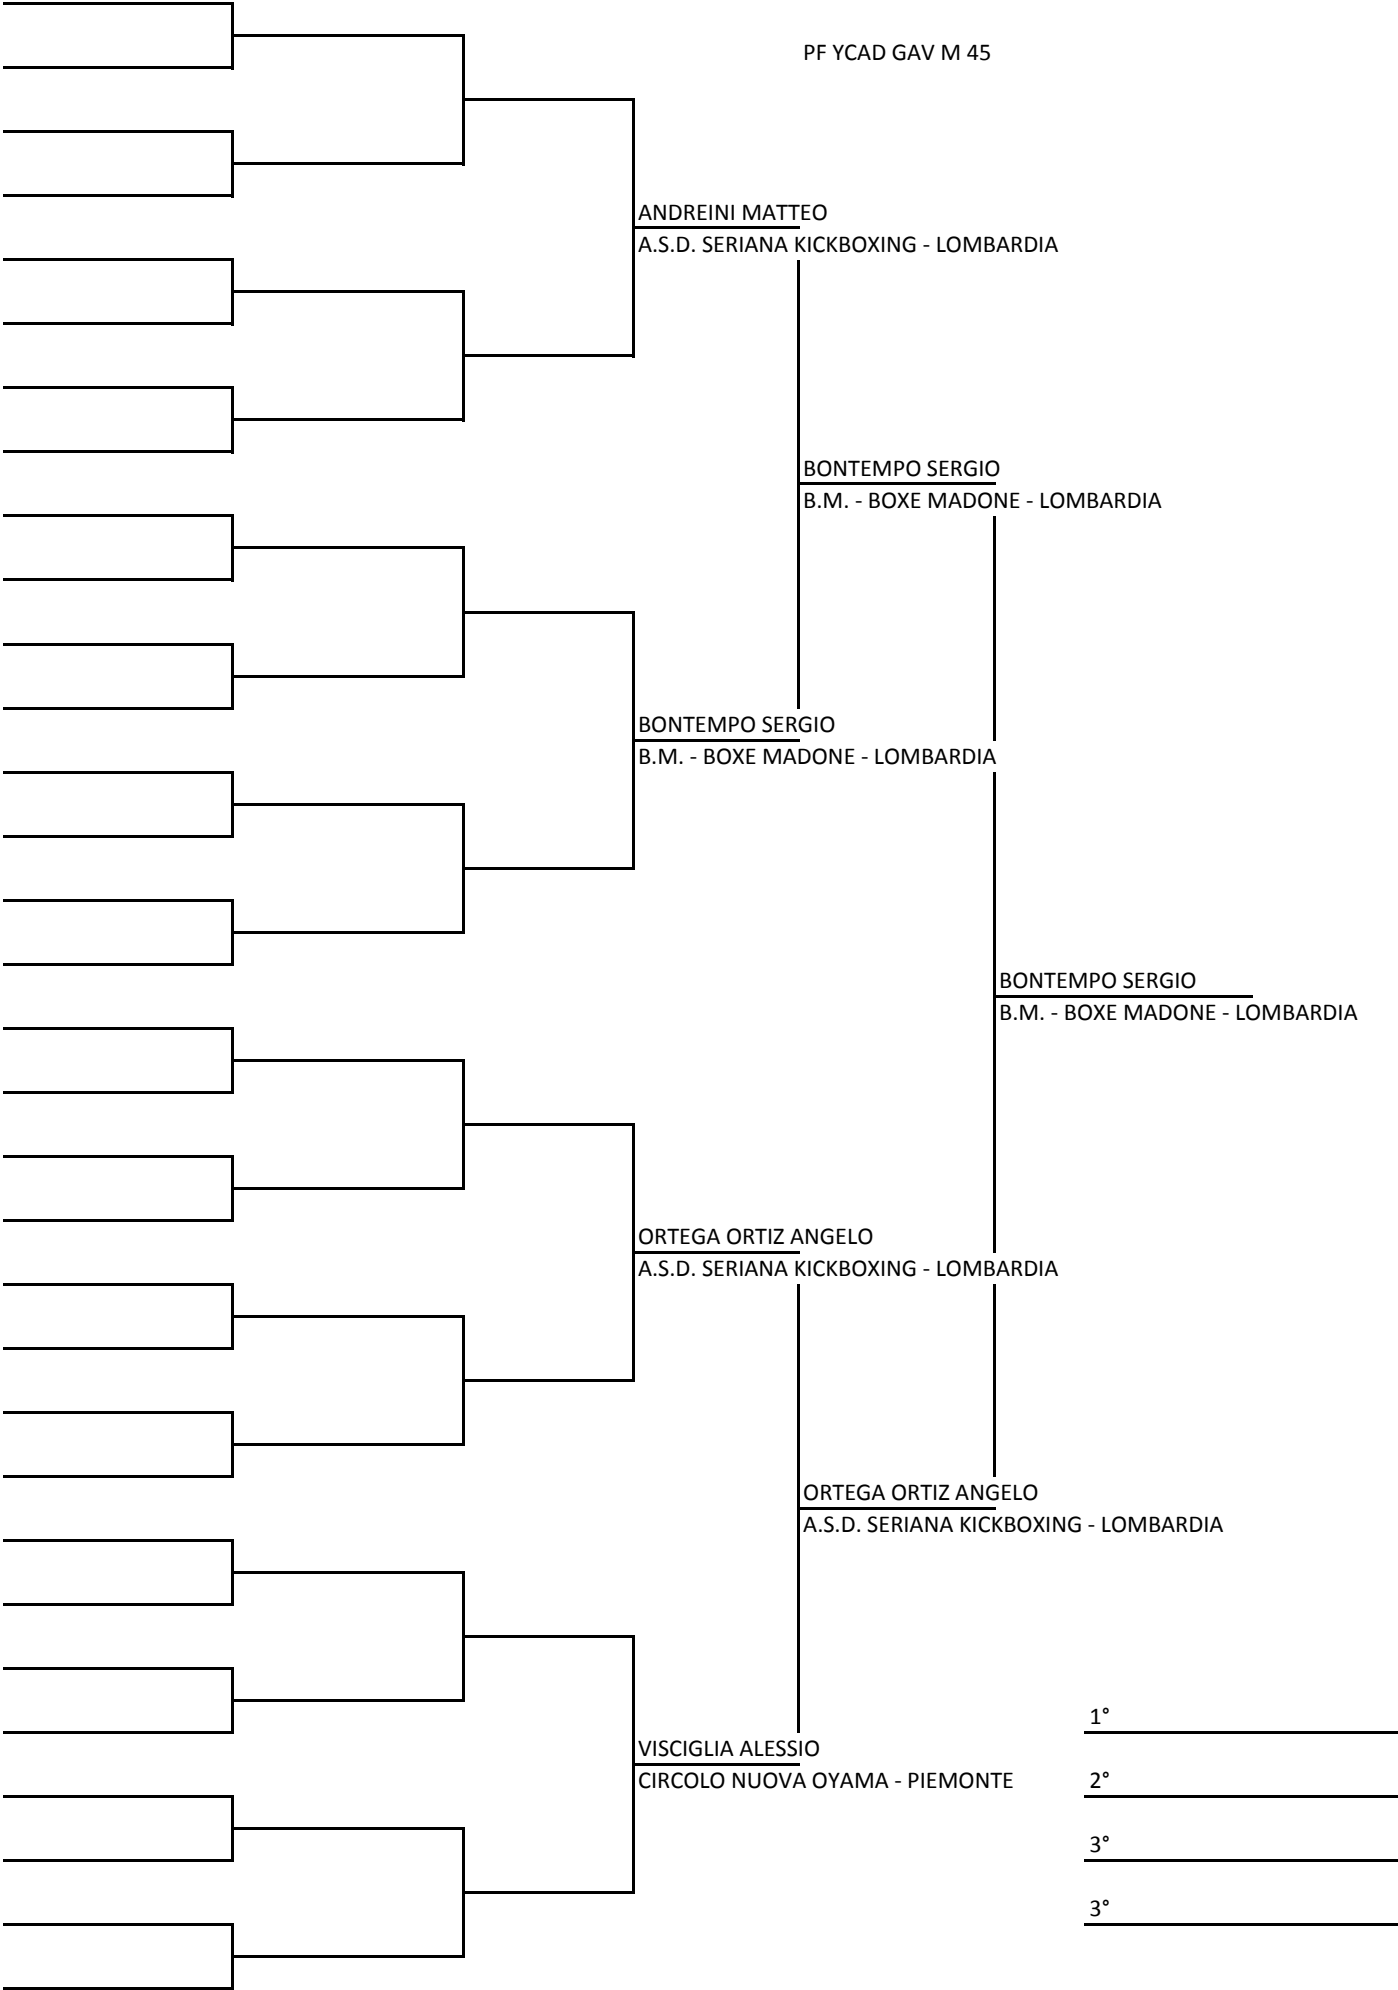 PF YCAD GAV M 45
ANDREINI MATTEO
A.S.D. SERIANA KICKBOXING - LOMBARDIA
BONTEMPO SERGIO
B.M. - BOXE MADONE - LOMBARDIA
BONTEMPO SERGIO
B.M. - BOXE MADONE - LOMBARDIA
BONTEMPO SERGIO
B.M. - BOXE MADONE - LOMBARDIA
ORTEGA ORTIZ ANGELO
A.S.D. SERIANA KICKBOXING - LOMBARDIA
ORTEGA ORTIZ ANGELO
A.S.D. SERIANA KICKBOXING - LOMBARDIA
VISCIGLIA ALESSIO
CIRCOLO NUOVA OYAMA - PIEMONTE
1°
2°
3°
3°